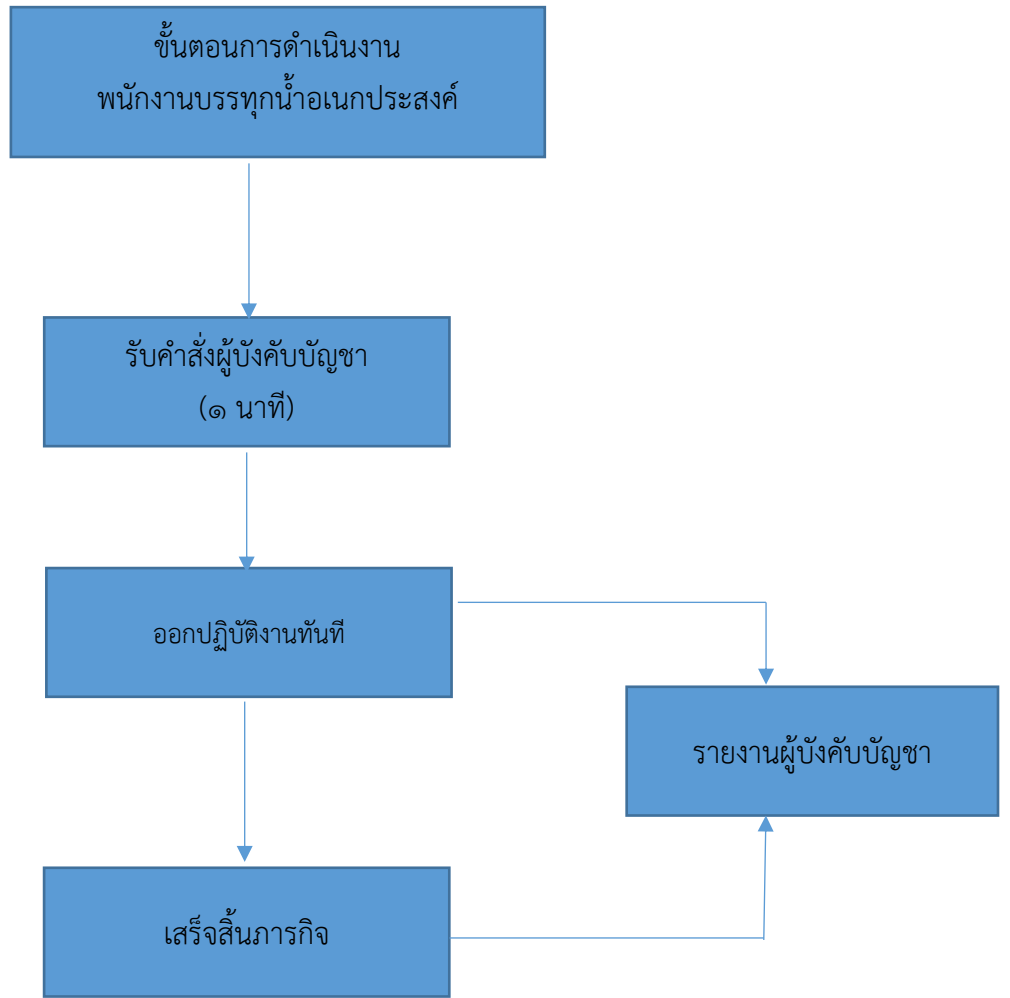 ขั้นตอนการดำเนินงาน
พนักงานบรรทุกน้ำอเนกประสงค์
รับคำสั่งผู้บังคับบัญชา
(๑ นาที)
ออกปฏิบัติงานทันที
รายงานผู้บังคับบัญชา
เสร็จสิ้นภารกิจ